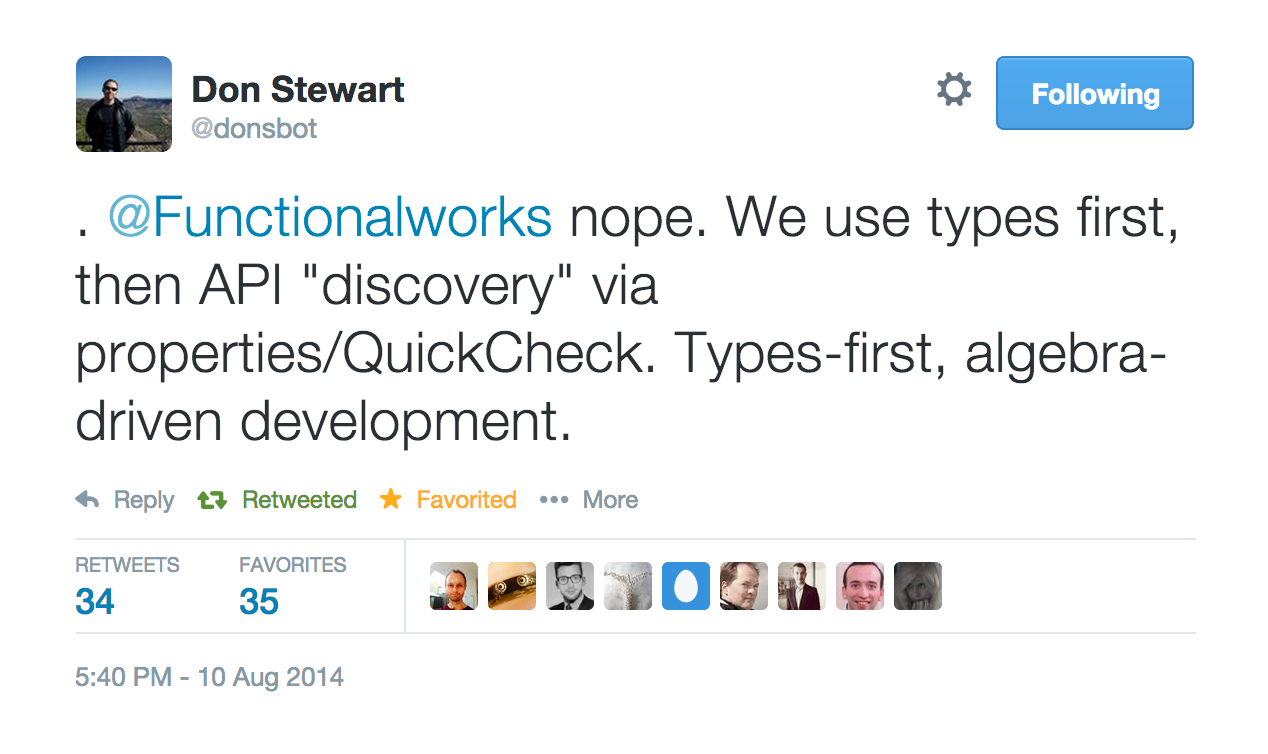 Don Stewart
@donsbot
Following
. @Functionalworks nope. We use types first,
then API "discovery" via
properties/QuickCheck. Types-first, algebra-
driven development.
Reply Retweeted Favorited More
RETWEETS FAVORITES
34 35
5:40 PM - 10 Aug 2014